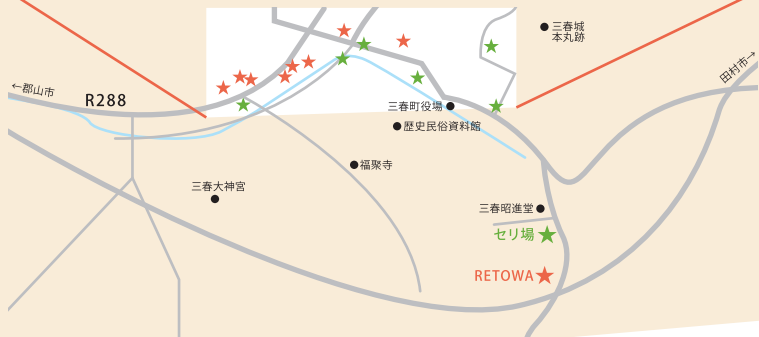 三春城
本丸跡
田村市→
←郡山市
R288
三春町役場
歴史民俗資料館
福聚寺
三春大神宮
三春昭進堂
セリ場
RETOWA